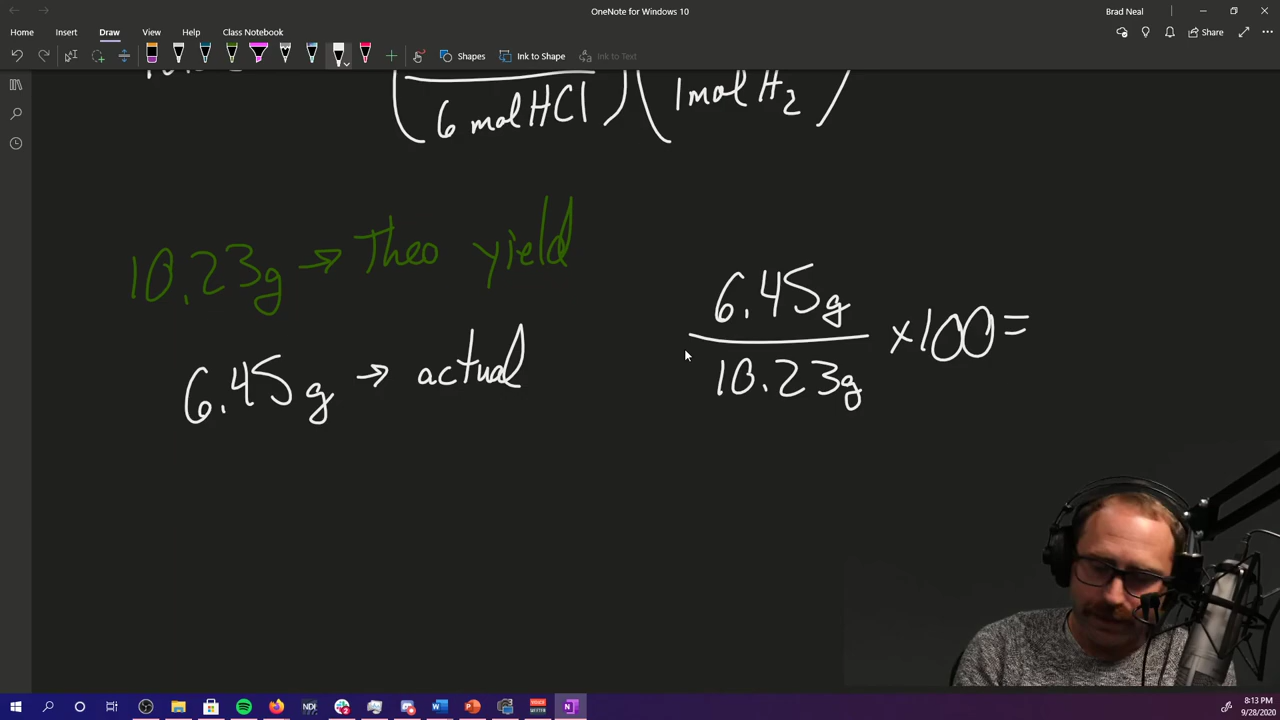 OneNote for Windows 10
Brad Neal
Home Insert Draw View Help Class Notebook
Share
Shapes Ink to Shape Ink to Text
6 mol HCl 1 mol H2
10.23g → Theo yield
6.45g → actual
6.45g
10.23g
×100=
NDI
8:13 PM
9/28/2020